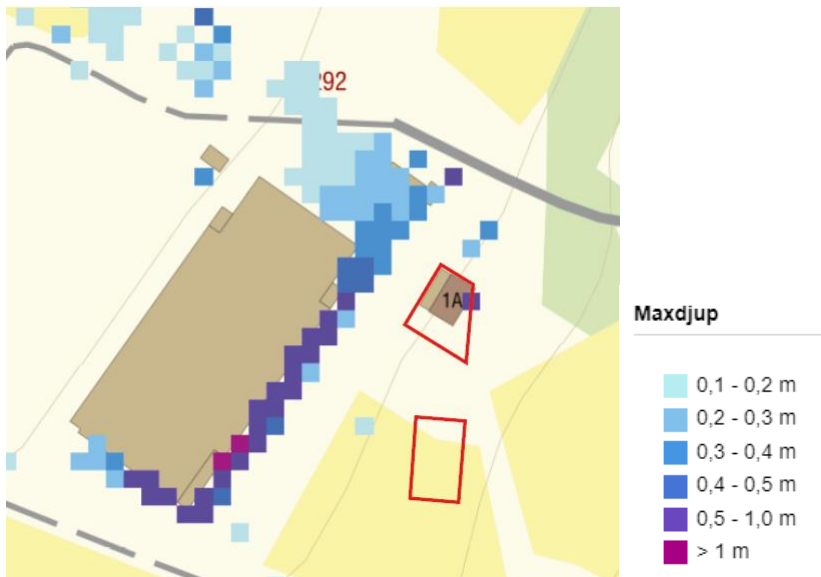 292
1A
Maxdjup
0,1 - 0,2 m
0,2 - 0,3 m
0,3 - 0,4 m
0,4 - 0,5 m
0,5 - 1,0 m
> 1 m